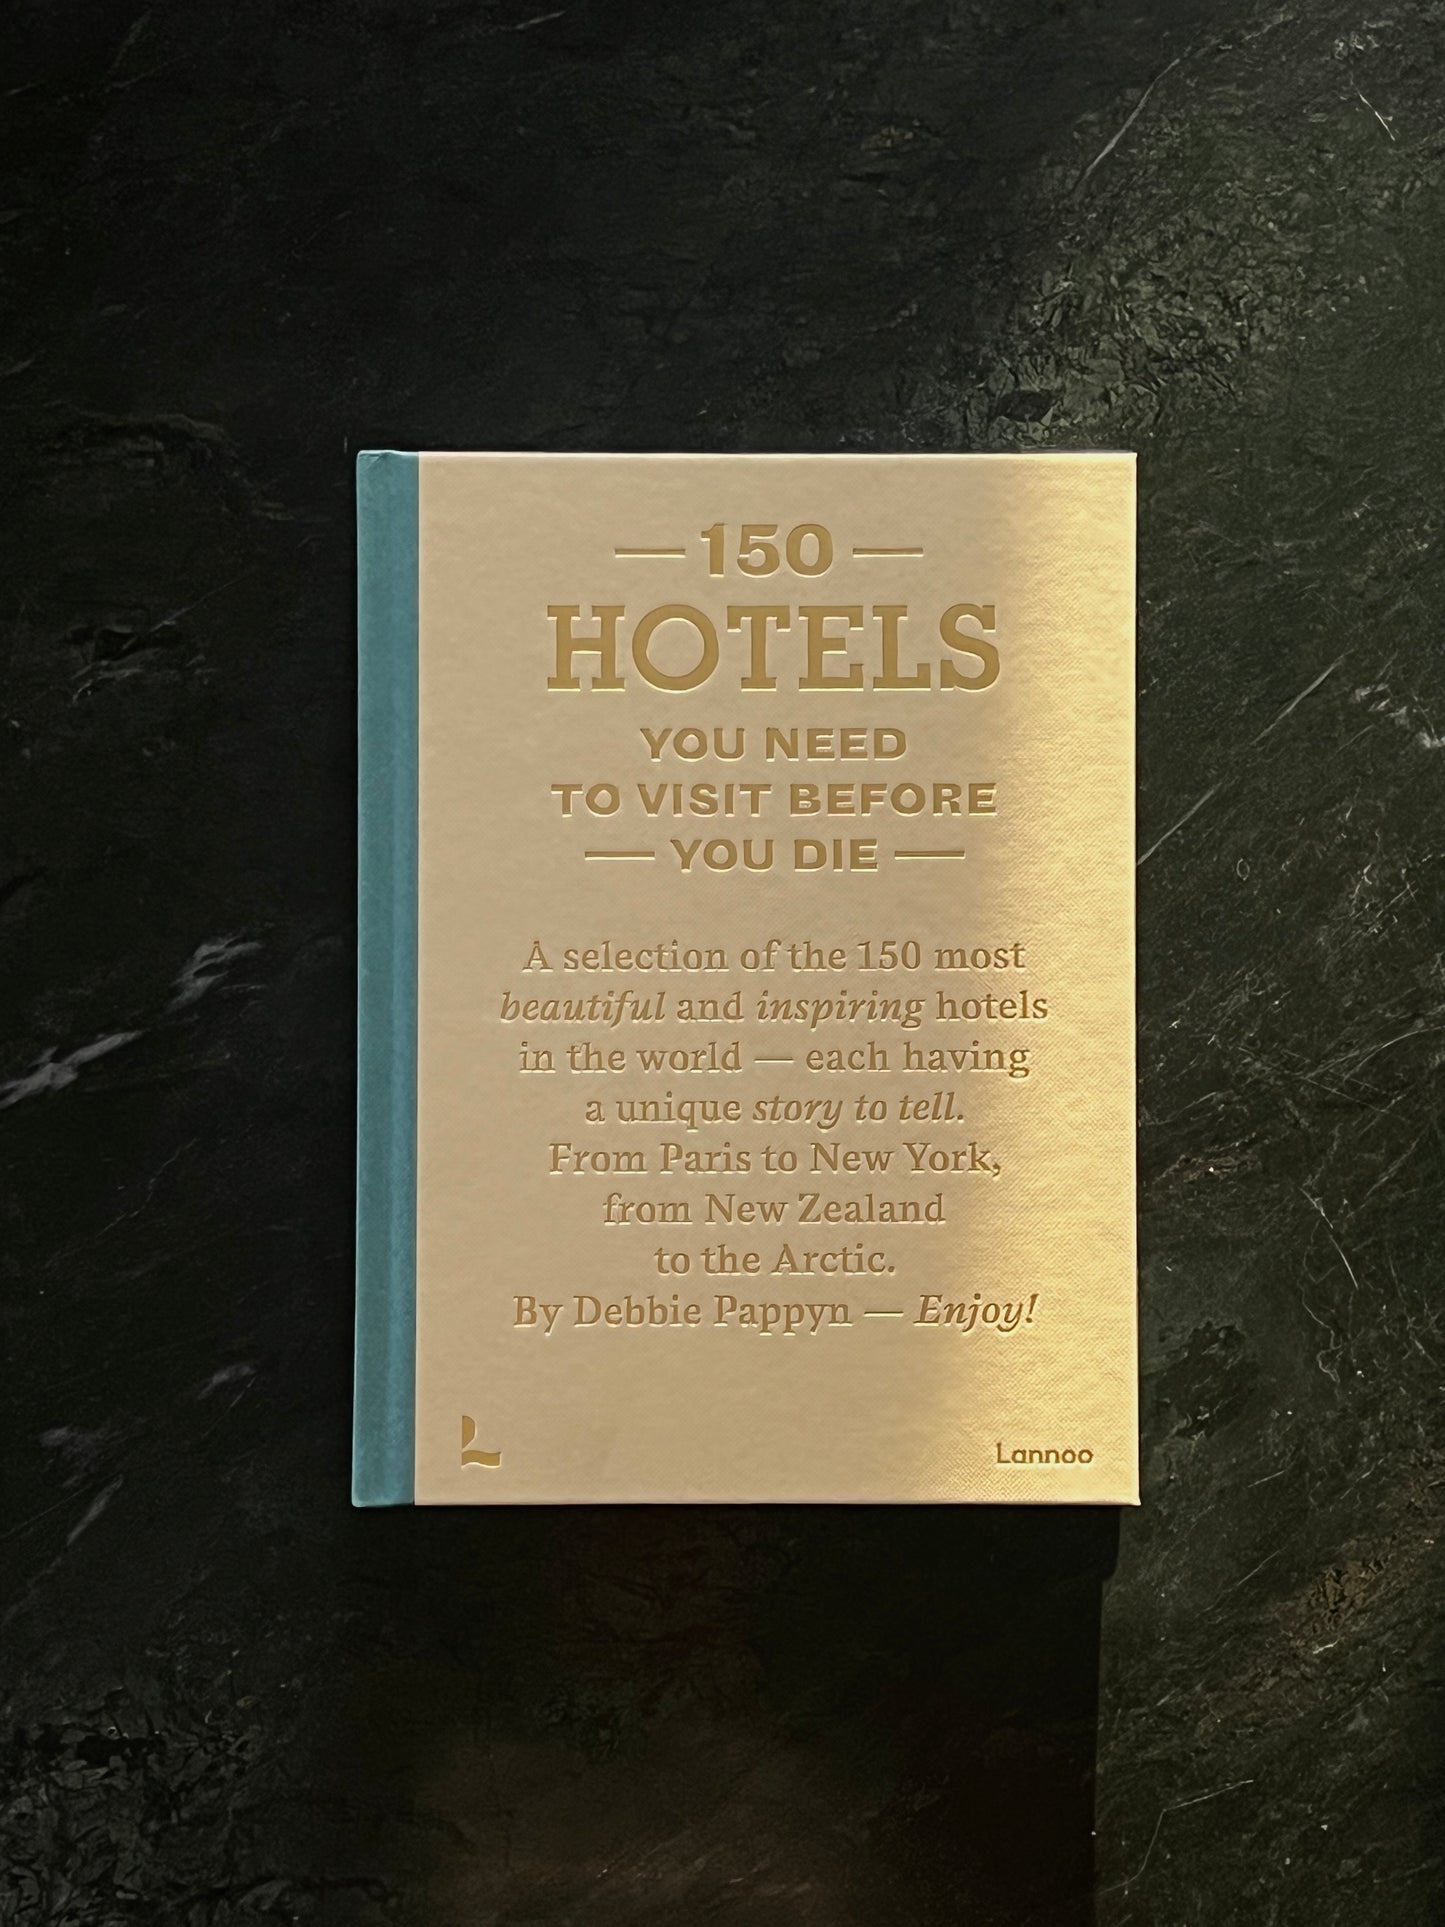 — 150 —
HOTELS
YOU NEED
TO VISIT BEFORE
— YOU DIE —
A selection of the 150 most
beautiful and inspiring hotels
in the world — each having
a unique story to tell.
From Paris to New York,
from New Zealand
to the Arctic.
By Debbie Pappyn — Enjoy!
L
Lannoo